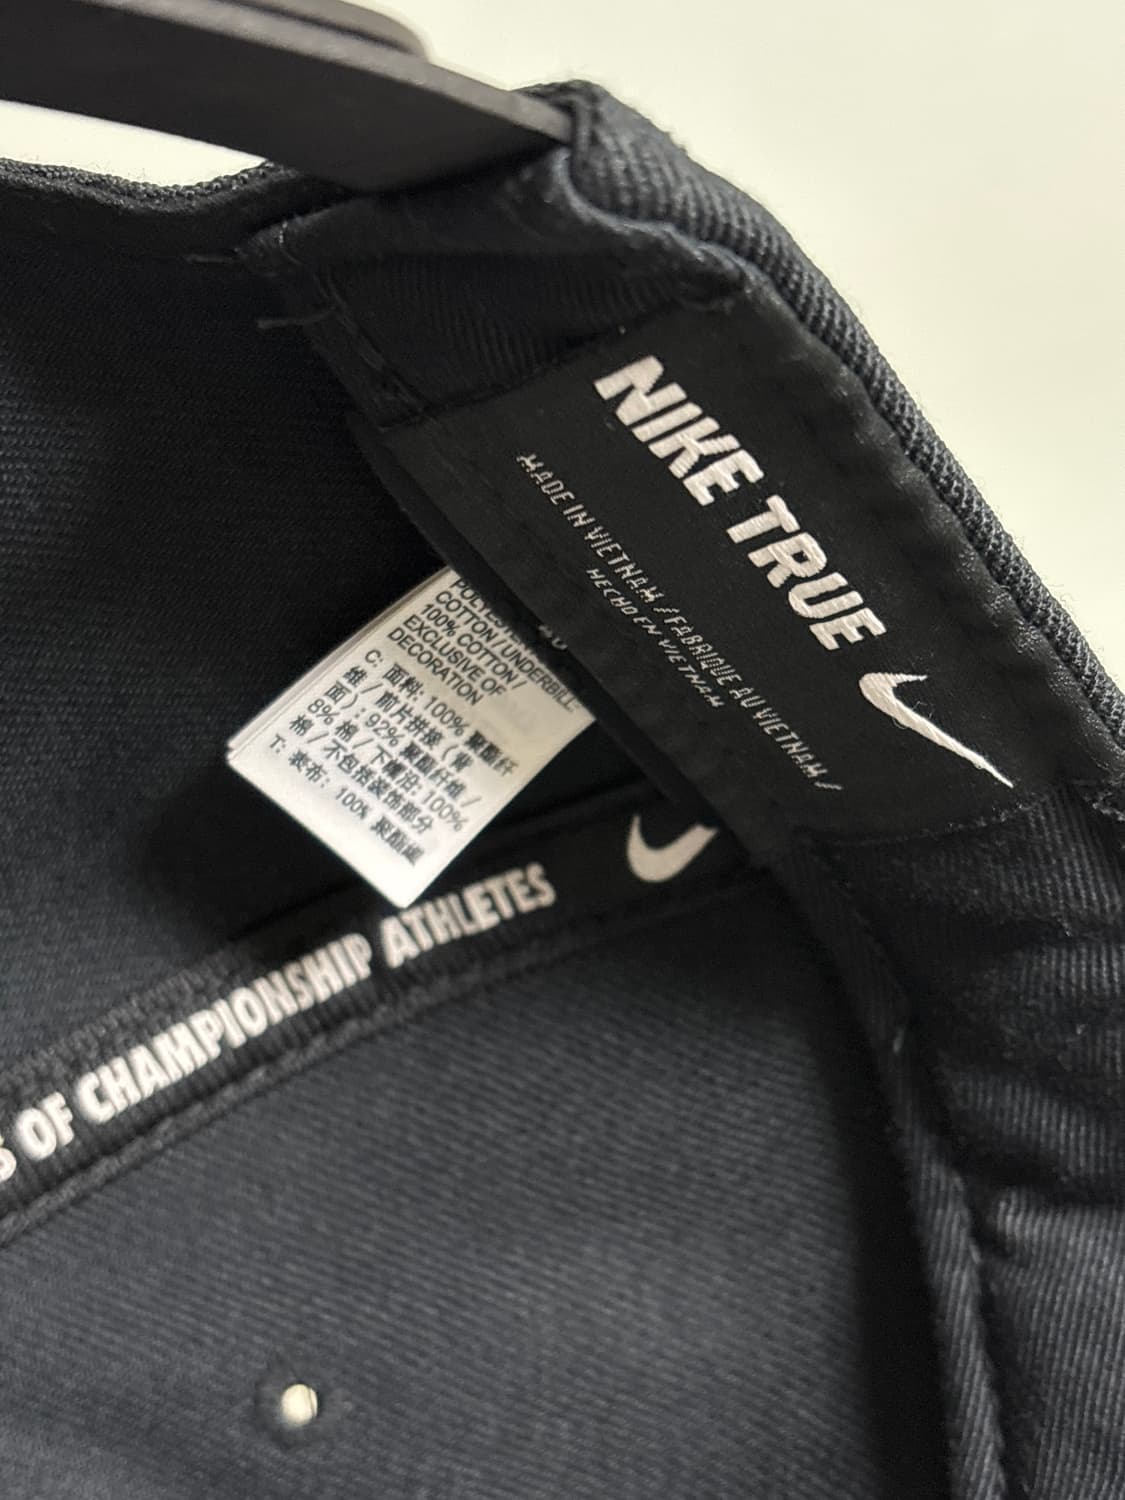 NIKE TRUE
MADE IN VIETNAM / FABRIQUÉ AU VIETNAM /
HECHO EN VIETNAM
COTTON/UNDERBILL:
100% COTTON/
EXCLUSIVE OF
DECORATION
C: 面料: 100% 聚酯纤
维/前片拼接(背
面): 92% 聚酯纤维/
8% 棉/下帽沿:100%
棉/不包括装饰部分
T: 表布: 100% 聚酯纖
OF CHAMPIONSHIP ATHLETES